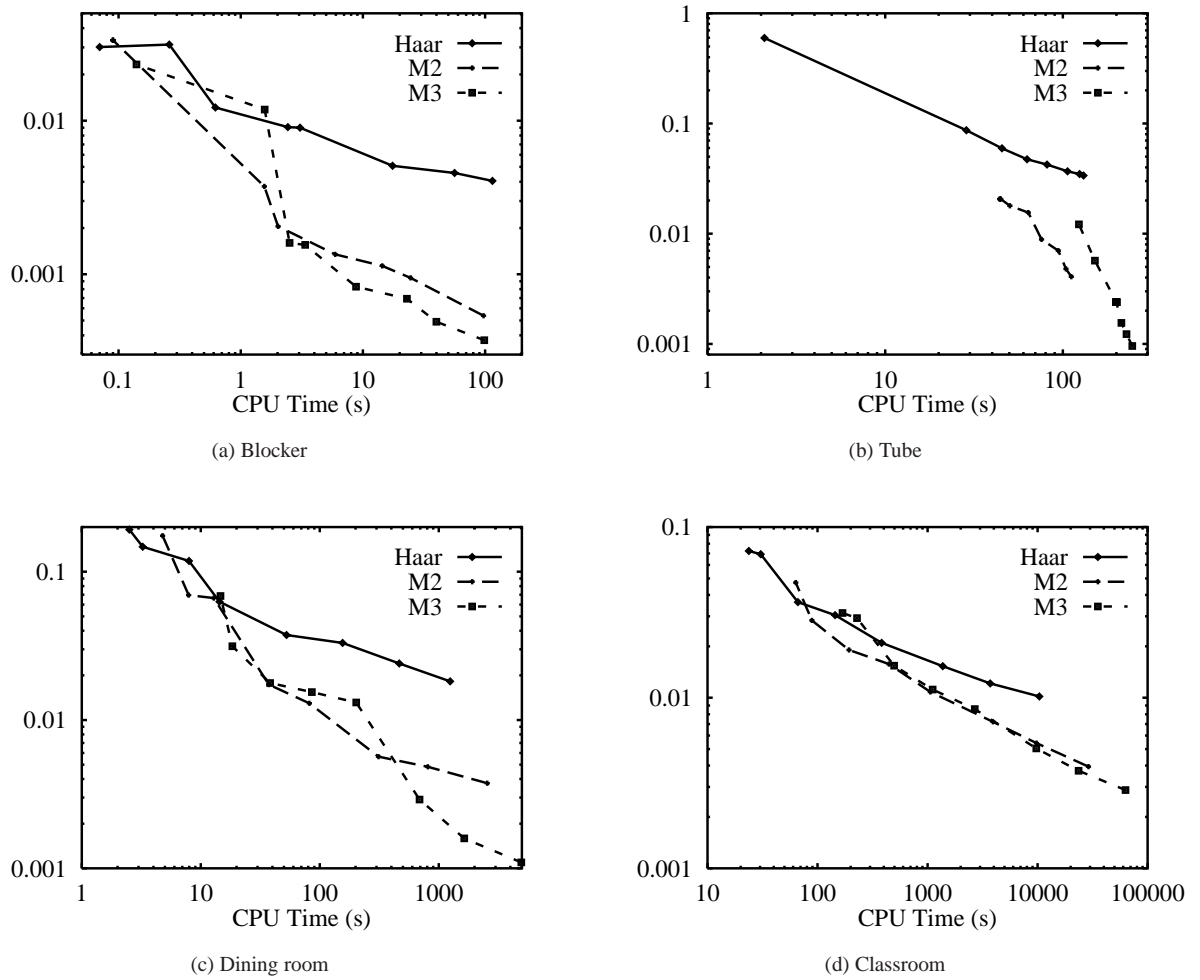 0.01
0.001
Haar
M2
M3
0.1 1 10 100
CPU Time (s)
(a) Blocker
1
0.1
0.01
0.001
Haar
M2
M3
1 10 100
CPU Time (s)
(b) Tube
0.1
0.01
0.001
Haar
M2
M3
1 10 100 1000
CPU Time (s)
(c) Dining room
0.1
0.01
0.001
Haar
M2
M3
10 100 1000 10000 100000
CPU Time (s)
(d) Classroom